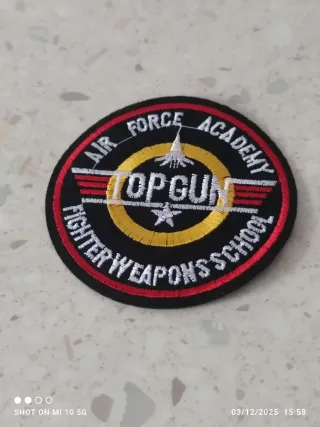 AIR FORCE ACADEMY
TOPGUN
FIGHTER WEAPONS SCHOOL
SHOT ON MI 10 5G
03/12/2025 15:58